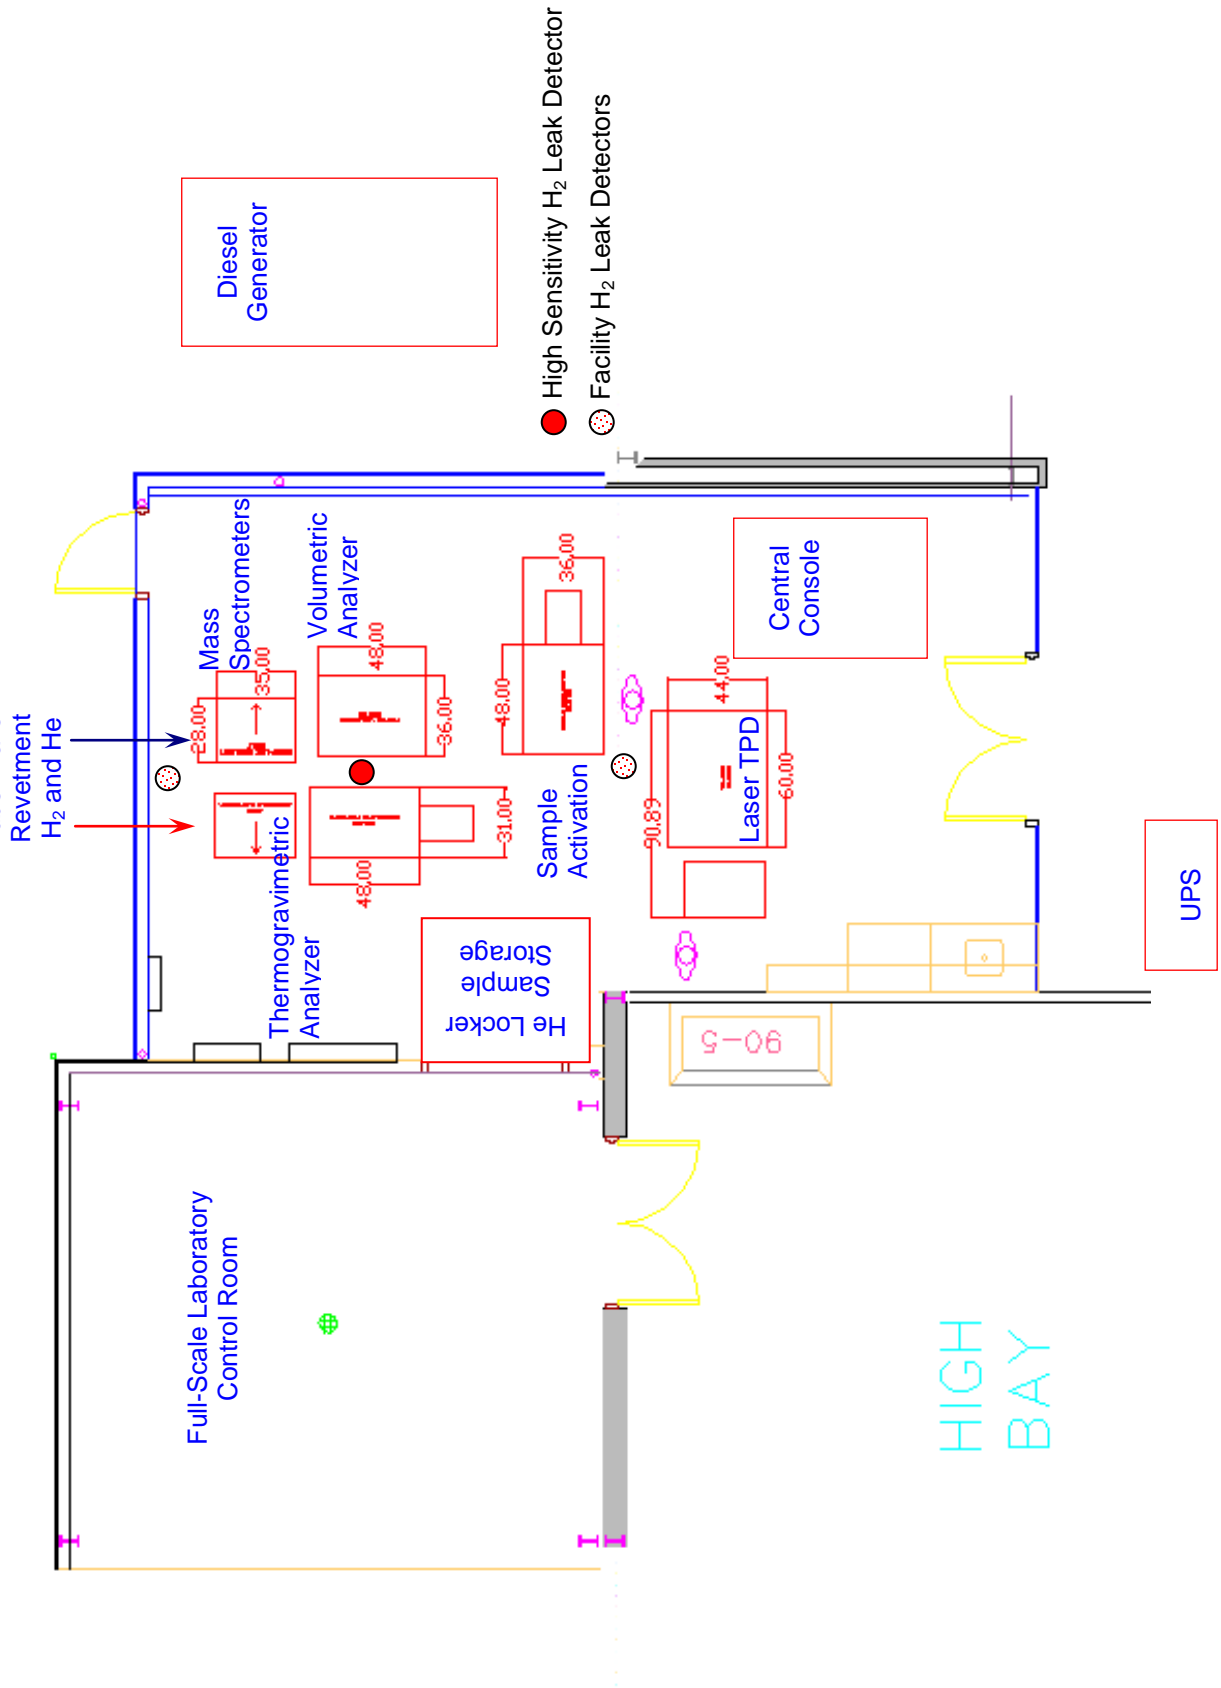 Revetment
H₂ and He
Mass
Spectrometers
28.00
35.00
Volumetric
Analyzer
48.00
36.00
Thermogravimetric
Analyzer
48.00
31.00
Sample
Activation
48.00
36.00
Laser TPD
90.89
44.00
60.00
He Locker
Sample
Storage
Central
Console
Diesel
Generator
High Sensitivity H₂ Leak Detector
Facility H₂ Leak Detectors
UPS
Full-Scale Laboratory
Control Room
90-5
HIGH
BAY